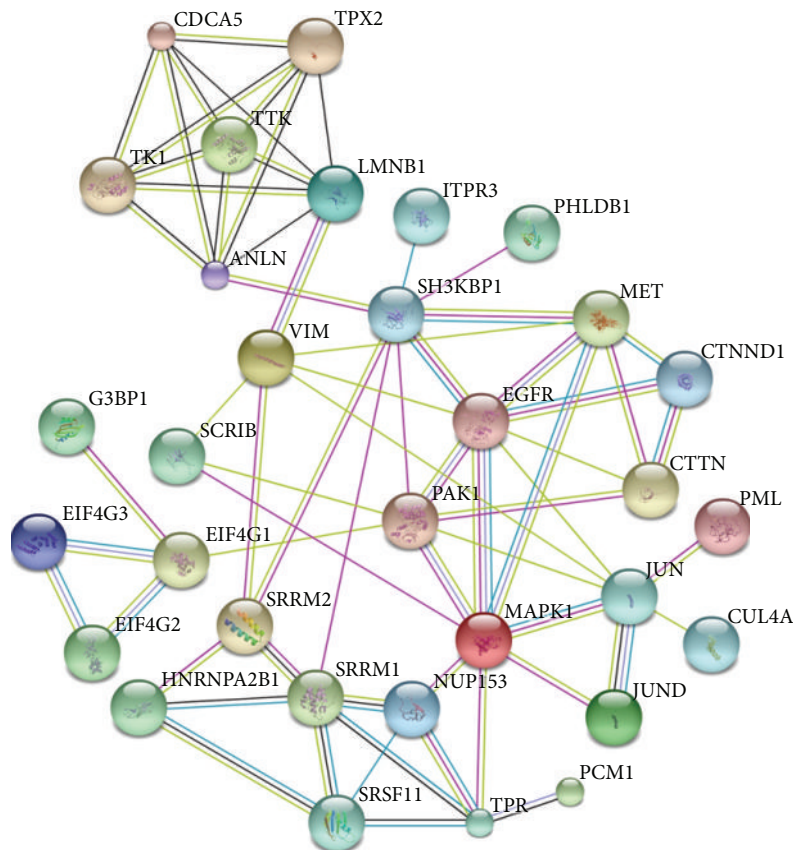 CDCA5
TPX2
TTK
TK1
LMNB1
ITPR3
PHLDB1
ANLN
SH3KBP1
MET
VIM
CTNND1
G3BP1
EGFR
SCRIB
CTTN
PAK1
PML
EIF4G3
EIF4G1
JUN
SRRM2
MAPK1
CUL4A
EIF4G2
HNRNPA2B1
SRRM1
NUP153
JUND
PCM1
SRSF11
TPR